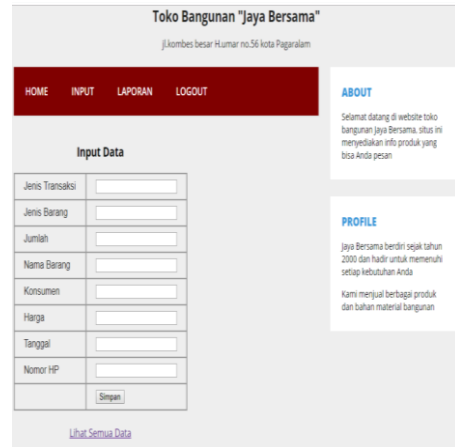 Toko Bangunan "Jaya Bersama"
jl.kombes besar H.umar no.56 kota Pagaralam
HOME INPUT LAPORAN LOGOUT
Input Data
Jenis Transaksi
Jenis Barang
Jumlah
Nama Barang
Konsumen
Harga
Tanggal
Nomor HP
Simpan
Lihat Semua Data
ABOUT
Selamat datang di website toko
bangunan Jaya Bersama, situs ini
menyediakan info produk yang
bisa Anda pesan
PROFILE
Jaya Bersama berdiri sejak tahun
2000 dan hadir untuk memenuhi
setiap kebutuhan Anda
Kami menjual berbagai produk
dan bahan material bangunan